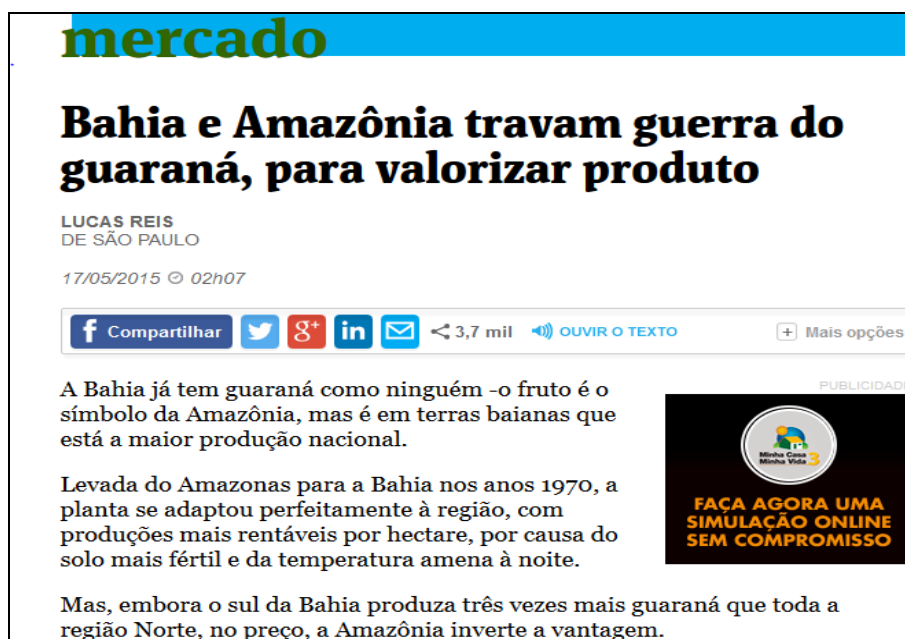 mercado
Bahia e Amazônia travam guerra do
guaraná, para valorizar produto
LUCAS REIS
DE SÃO PAULO
17/05/2015 02h07
f Compartilhar 8+ in 3,7 mil OUVIR O TEXTO + Mais opções
A Bahia já tem guaraná como ninguém -o fruto é o
símbolo da Amazônia, mas é em terras baianas que
está a maior produção nacional.
Levada do Amazonas para a Bahia nos anos 1970, a
planta se adaptou perfeitamente à região, com
produções mais rentáveis por hectare, por causa do
solo mais fértil e da temperatura amena à noite.
Mas, embora o sul da Bahia produza três vezes mais guaraná que toda a
região Norte, no preço, a Amazônia inverte a vantagem.
PUBLICIDAD
Minha Casa
Minha Vida 3
FAÇA AGORA UMA
SIMULAÇÃO ONLINE
SEM COMPROMISSO